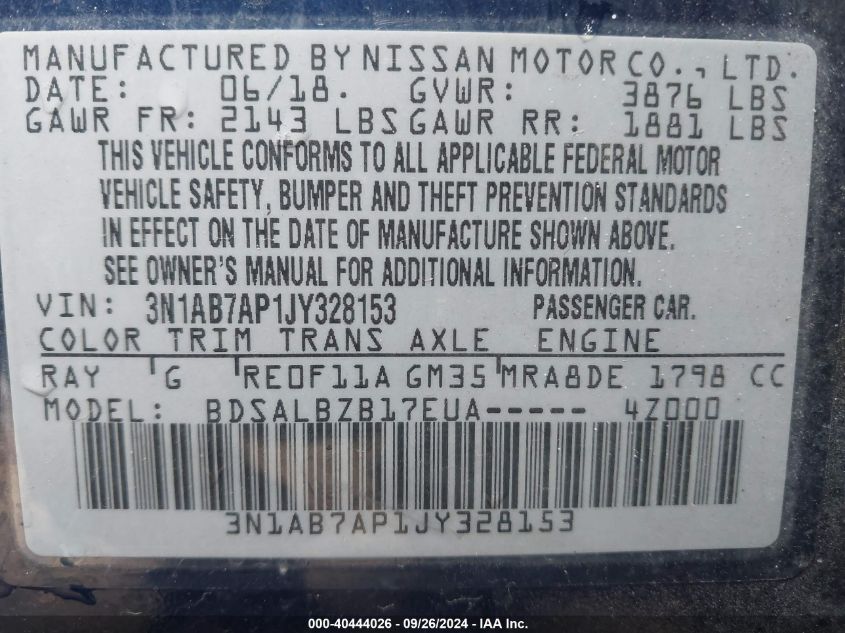 MANUFACTURED BY NISSAN MOTOR CO., LTD.
DATE: 06/18. GVWR: 3876 LBS
GAWR FR: 2143 LBS GAWR RR: 1881 LBS
THIS VEHICLE CONFORMS TO ALL APPLICABLE FEDERAL MOTOR
VEHICLE SAFETY, BUMPER AND THEFT PREVENTION STANDARDS
IN EFFECT ON THE DATE OF MANUFACTURE SHOWN ABOVE.
SEE OWNER'S MANUAL FOR ADDITIONAL INFORMATION.
VIN: 3N1AB7AP1JY328153 PASSENGER CAR.
COLOR TRIM TRANS AXLE ENGINE
RAY G RE0F11A GM35 MRA8DE 1798 CC
MODEL: BDSALBZB17EUA----- 4Z000
3N1AB7AP1JY328153
000-40444026 - 09/26/2024 - IAA Inc.